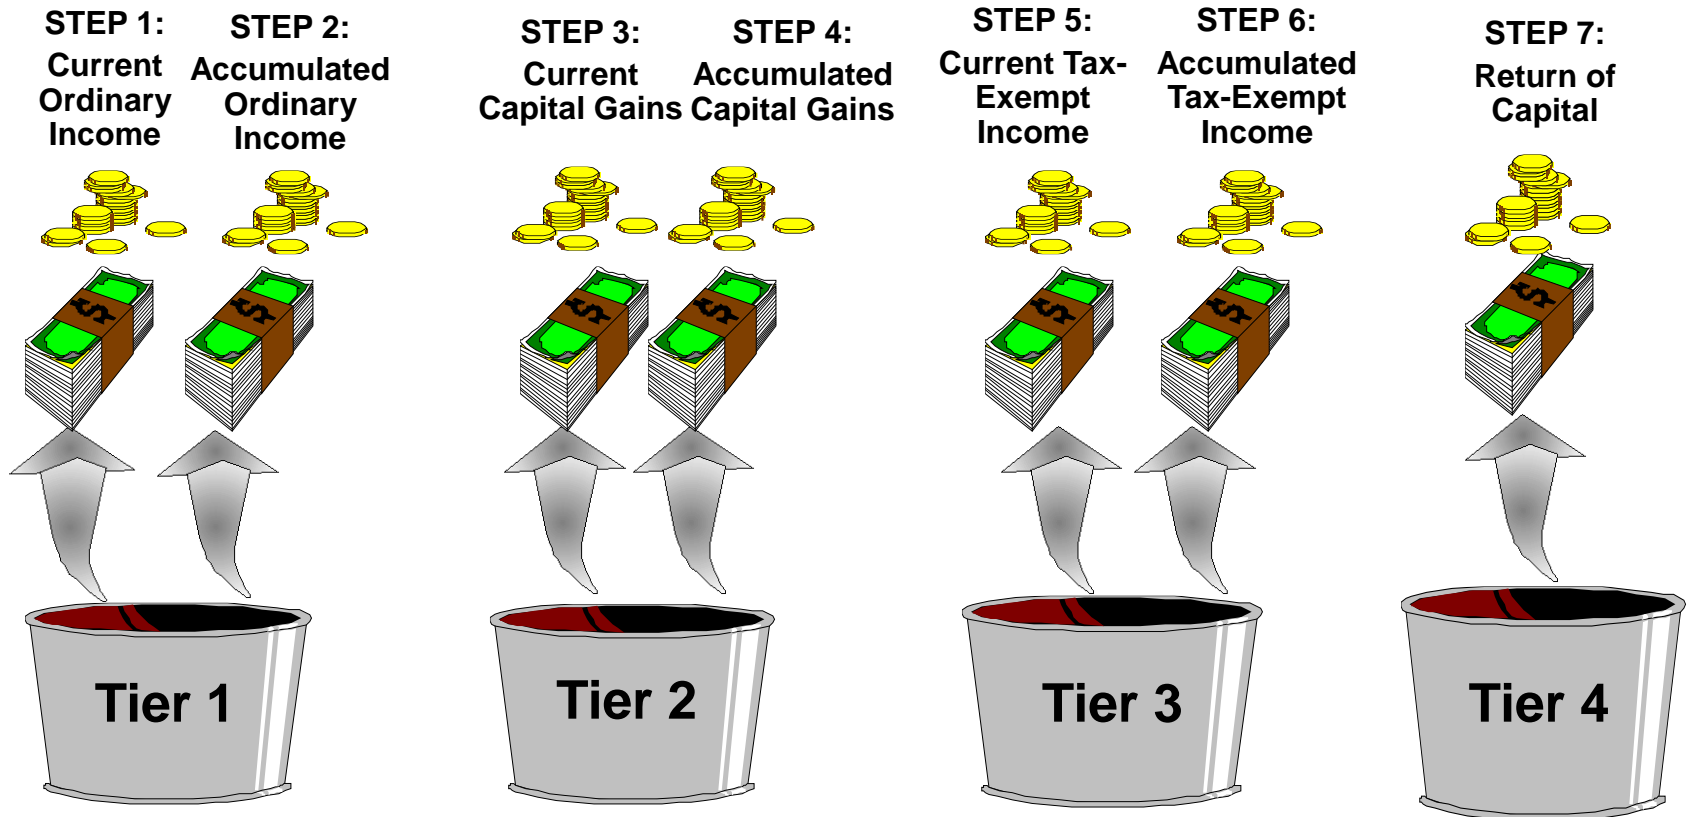 STEP 1:
Current
Ordinary
Income
STEP 2:
Accumulated
Ordinary
Income
STEP 3:
Current
Capital Gains
STEP 4:
Accumulated
Capital Gains
STEP 5:
Current Tax-
Exempt
Income
STEP 6:
Accumulated
Tax-Exempt
Income
STEP 7:
Return of
Capital
$
$
$
$
$
$
$
Tier 1
Tier 2
Tier 3
Tier 4